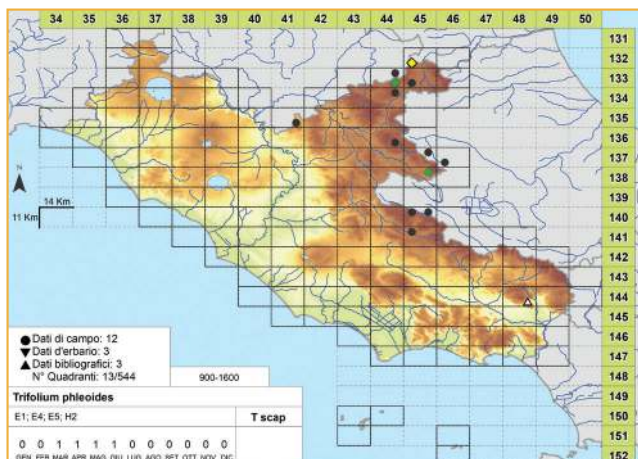 34 35 36 37 38 39 40 41 42 43 44 45 46 47 48 49 50
131
132
133
134
135
136
137
138
139
140
141
142
143
144
145
146
147
148
149
150
151
152
N
14 Km
11 Km
Dati di campo: 12
Dati d'erbario: 3
Dati bibliografici: 3
N° Quadranti: 13/544
900-1600
Trifolium phleoides
E1; E4; E5; H2
T scap
0 0 1 1 1 1 0 0 0 0 0 0
GEN FEB MAR APR MAG GIU LUG AGO SET OTT NOV DIC